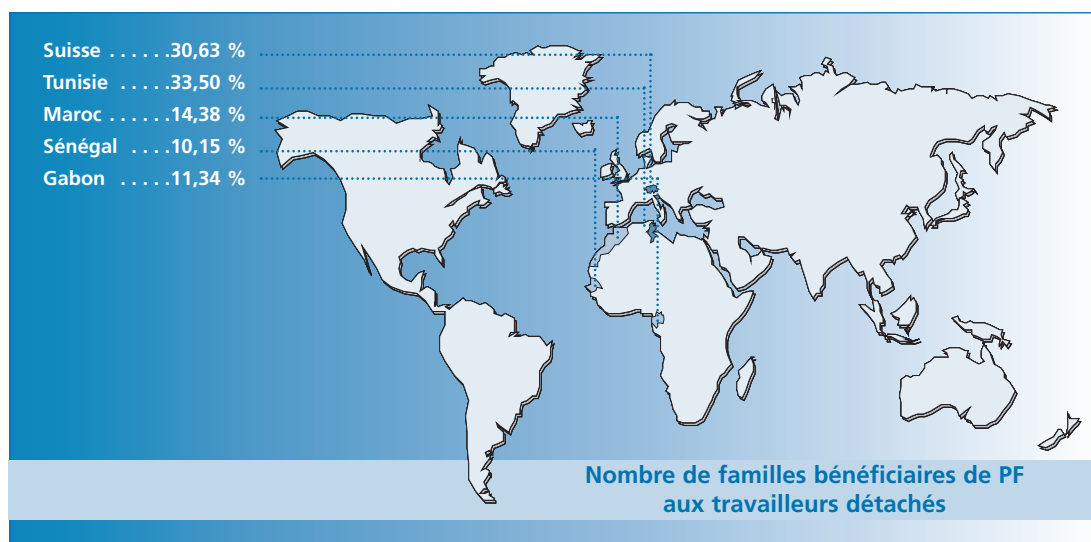 Suisse . . . . . .30,63 %
Tunisie . . . . .33,50 %
Maroc . . . . . .14,38 %
Sénégal . . . .10,15 %
Gabon . . . . .11,34 %
Nombre de familles bénéficiaires de PF
aux travailleurs détachés